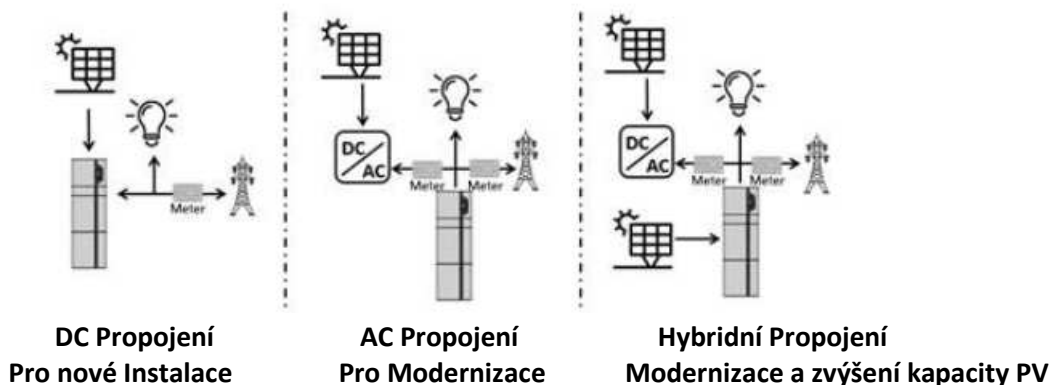 Meter
DC
AC
Meter
Meter
DC
AC
Meter
Meter
DC Propojení
Pro nové Instalace
AC Propojení
Pro Modernizace
Hybridní Propojení
Modernizace a zvýšení kapacity PV